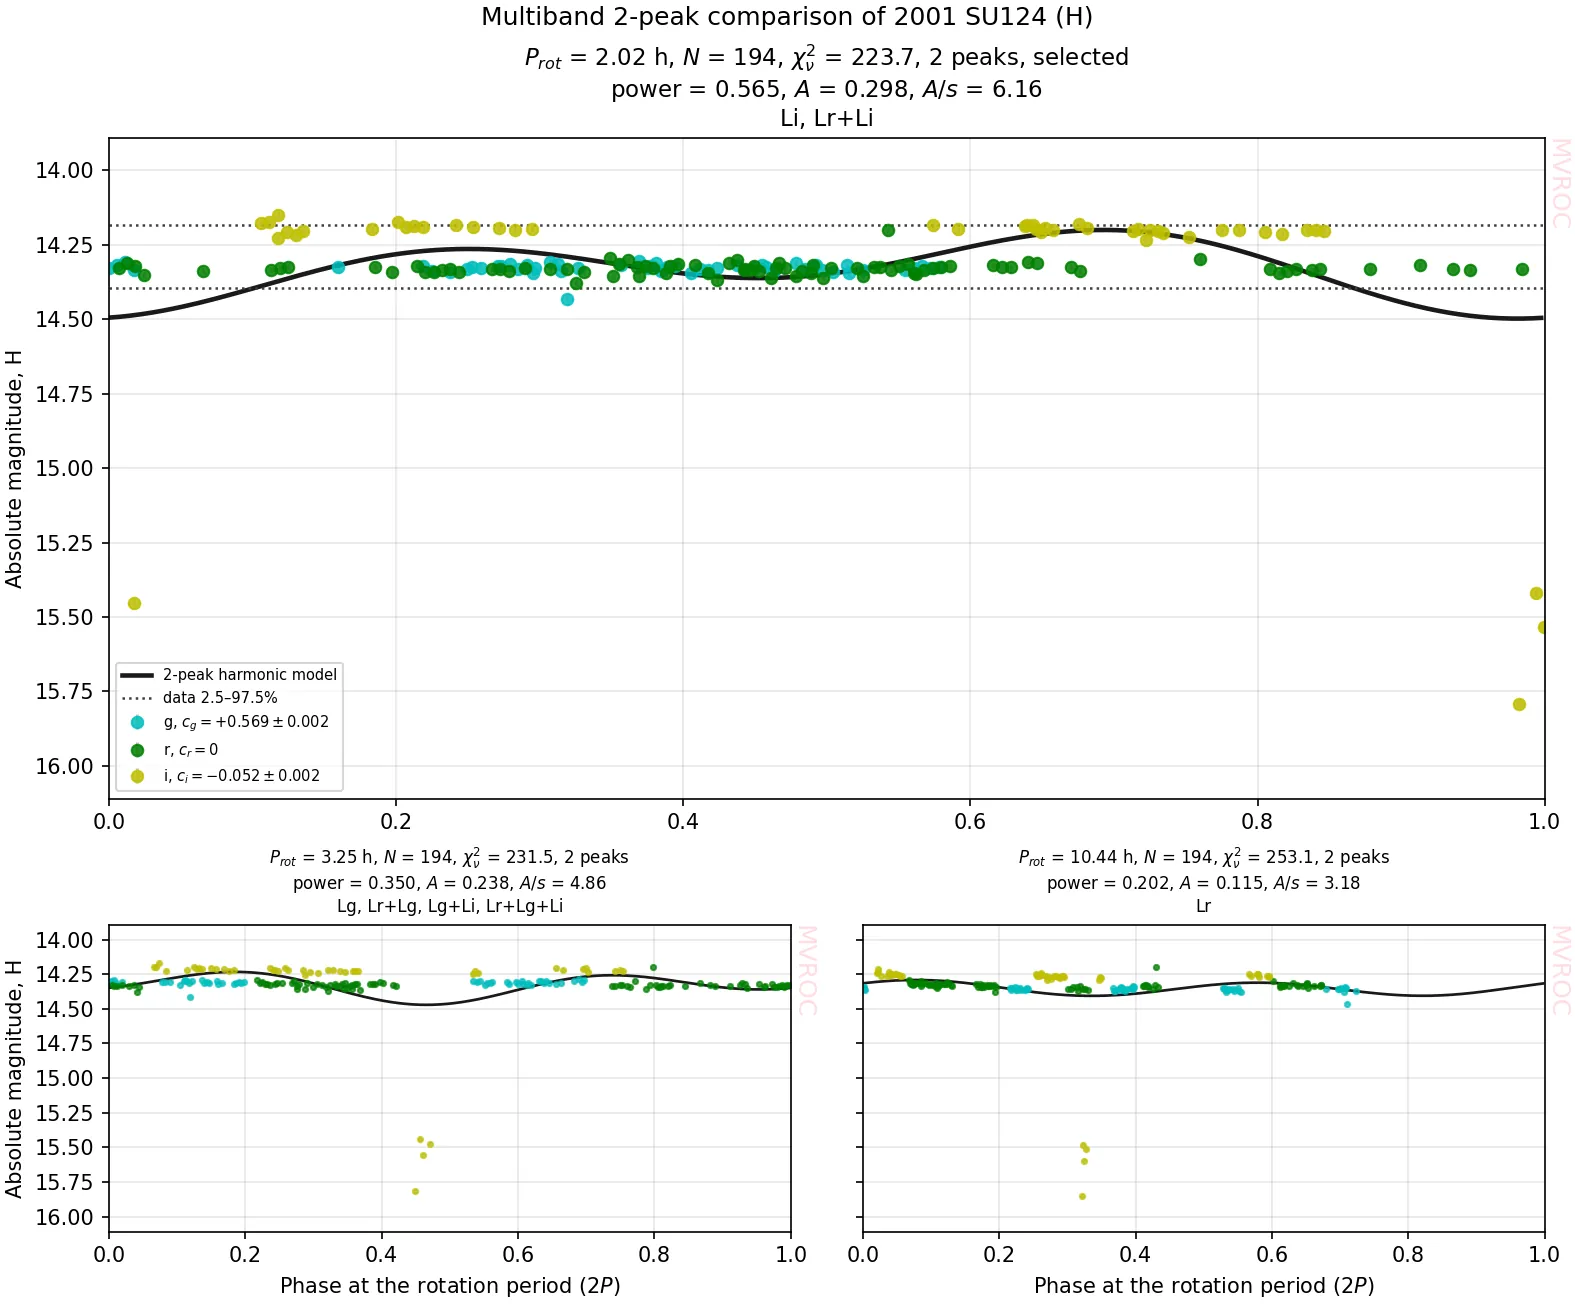 Multiband 2-peak comparison of 2001 SU124 (H)
P_rot = 2.02 h, N = 194, χ²_ν = 223.7, 2 peaks, selected
power = 0.565, A = 0.298, A/s = 6.16
Li, Lr+Li
MVROC
Absolute magnitude, H
14.00
14.25
14.50
14.75
15.00
15.25
15.50
15.75
16.00
2-peak harmonic model
data 2.5–97.5%
g, c_g = +0.569 ± 0.002
r, c_r = 0
i, c_i = −0.052 ± 0.002
0.0 0.2 0.4 0.6 0.8 1.0
P_rot = 3.25 h, N = 194, χ²_ν = 231.5, 2 peaks
power = 0.350, A = 0.238, A/s = 4.86
Lg, Lr+Lg, Lg+Li, Lr+Lg+Li
MVROC
Absolute magnitude, H
14.00
14.25
14.50
14.75
15.00
15.25
15.50
15.75
16.00
0.0 0.2 0.4 0.6 0.8 1.0
Phase at the rotation period (2P)
P_rot = 10.44 h, N = 194, χ²_ν = 253.1, 2 peaks
power = 0.202, A = 0.115, A/s = 3.18
Lr
MVROC
0.0 0.2 0.4 0.6 0.8 1.0
Phase at the rotation period (2P)